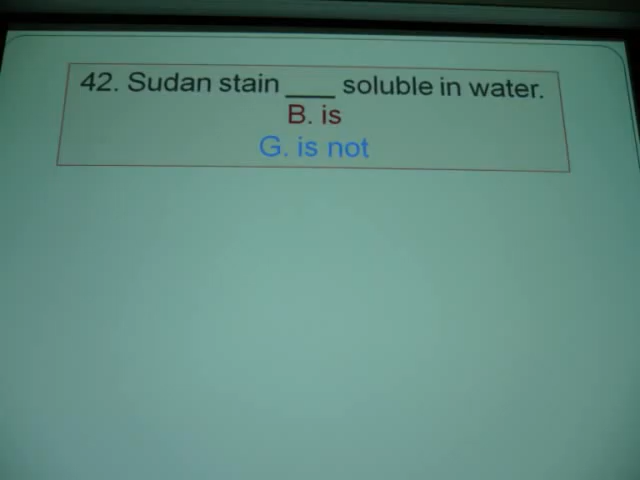 42. Sudan stain ____ soluble in water.
B. is
G. is not